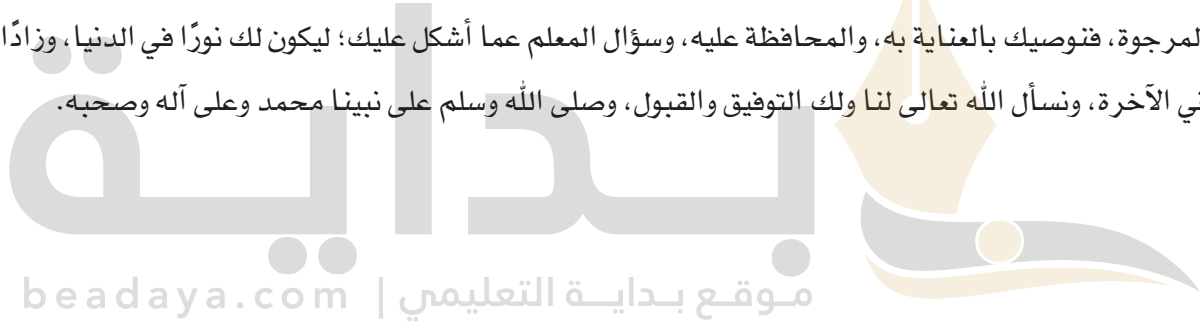 لمرجوة، فنوصيك بالعناية به، والمحافظة عليه، وسؤال المعلم عما أشكل عليك؛ ليكون لك نورًا في الدنيا، وزادًا
في الآخرة، ونسأل الله تعالى لنا ولك التوفيق والقبول، وصلى الله وسلم على نبينا محمد وعلى آله وصحبه.
بداية
موقع بداية التعليمي | beadaya.com